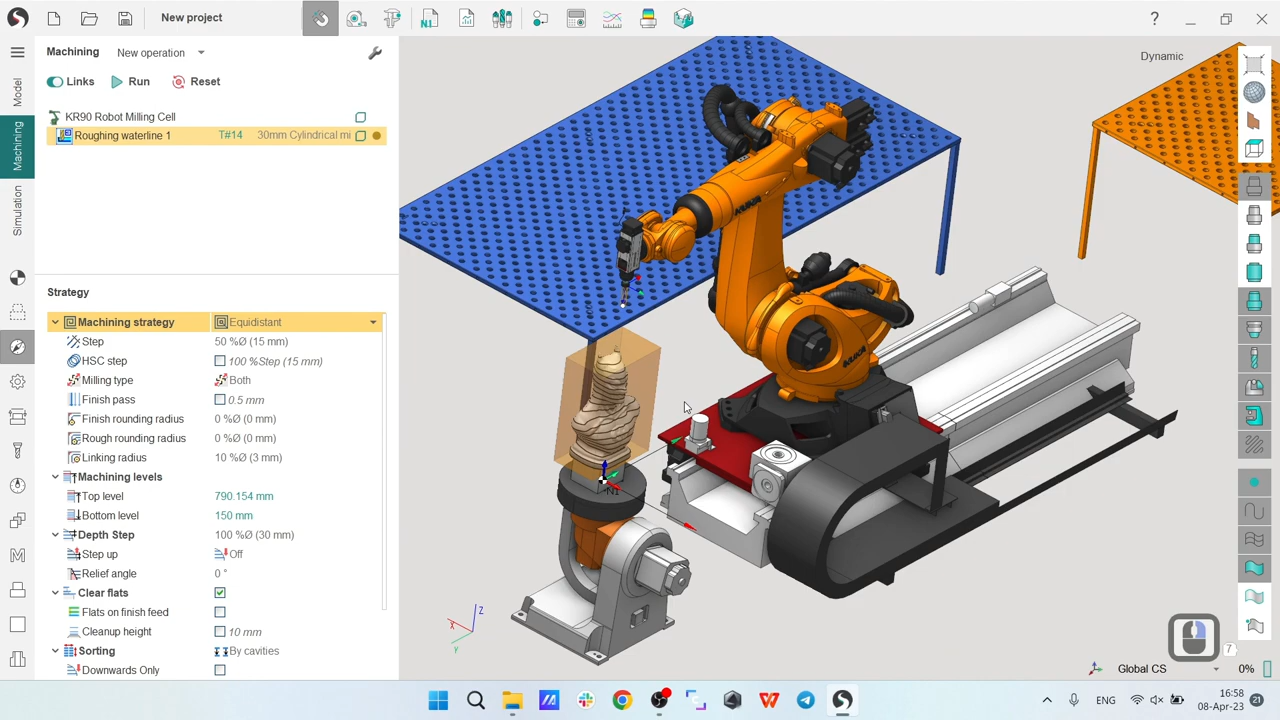 New project
?
Machining
New operation
Links
Run
Reset
Dynamic
Model
Machining
Simulation
KR90 Robot Milling Cell
Roughing waterline 1 T#14 30mm Cylindrical mi
Strategy
Machining strategy Equidistant
Step 50 %Ø (15 mm)
HSC step 100 %Step (15 mm)
Milling type Both
Finish pass 0.5 mm
Finish rounding radius 0 %Ø (0 mm)
Rough rounding radius 0 %Ø (0 mm)
Linking radius 10 %Ø (3 mm)
Machining levels
Top level 790.154 mm
Bottom level 150 mm
Depth Step 100 %Ø (30 mm)
Step up Off
Relief angle 0 °
Clear flats
Flats on finish feed
Cleanup height 10 mm
Sorting By cavities
Downwards Only
KUKA
KUKA
N1
Z
X
Y
7
Global CS
0%
ENG
16:58
08-Apr-23
21